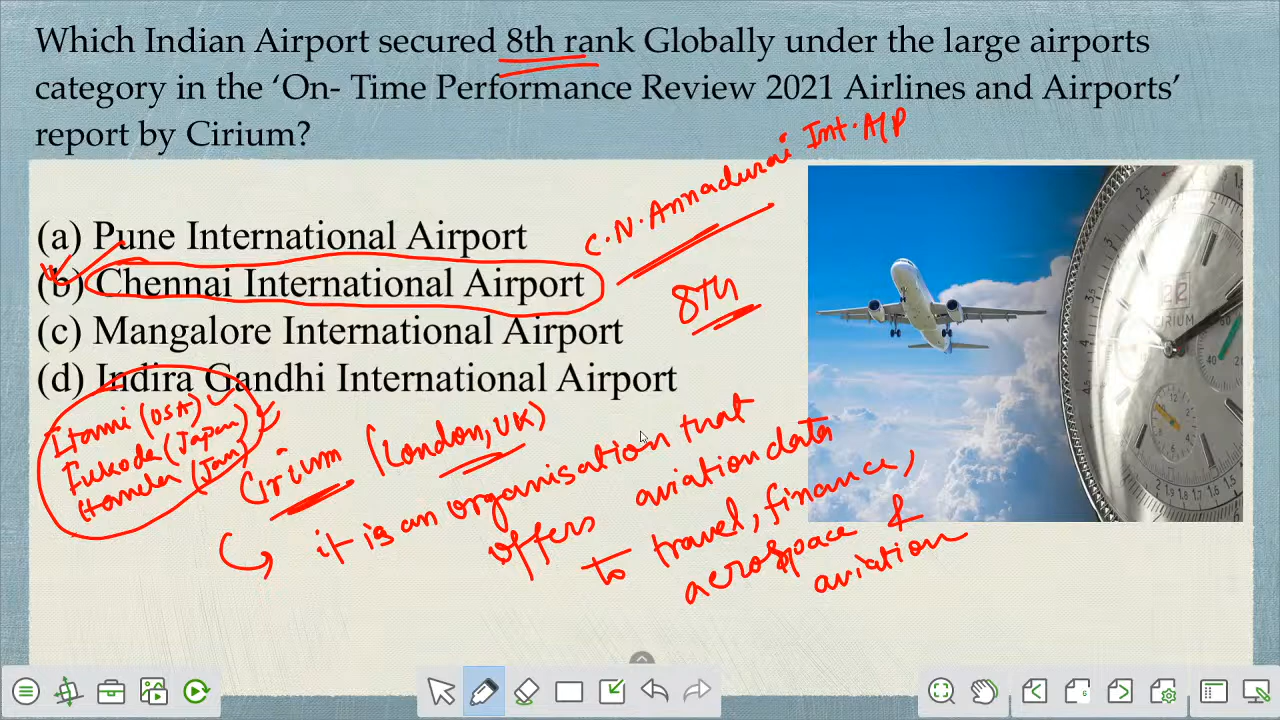 Which Indian Airport secured 8th rank Globally under the large airports
category in the ‘On- Time Performance Review 2021 Airlines and Airports’
report by Cirium?
C.N. Annadurai Int. A/P
(a) Pune International Airport
(b) Chennai International Airport
8th
(c) Mangalore International Airport
(d) Indira Gandhi International Airport
Itami (OSA)
Fukoda (Japan)
Haneda (Jan)
Cirium (London, UK)
it is an organisation that
offers aviation data
to travel, finance,
aerospace &
aviation
22
CIRIUM